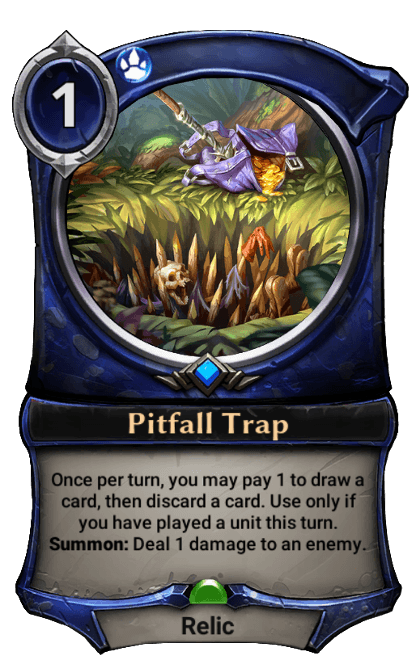 1
Pitfall Trap
Once per turn, you may pay 1 to draw a
card, then discard a card. Use only if
you have played a unit this turn.
Summon: Deal 1 damage to an enemy.
Relic